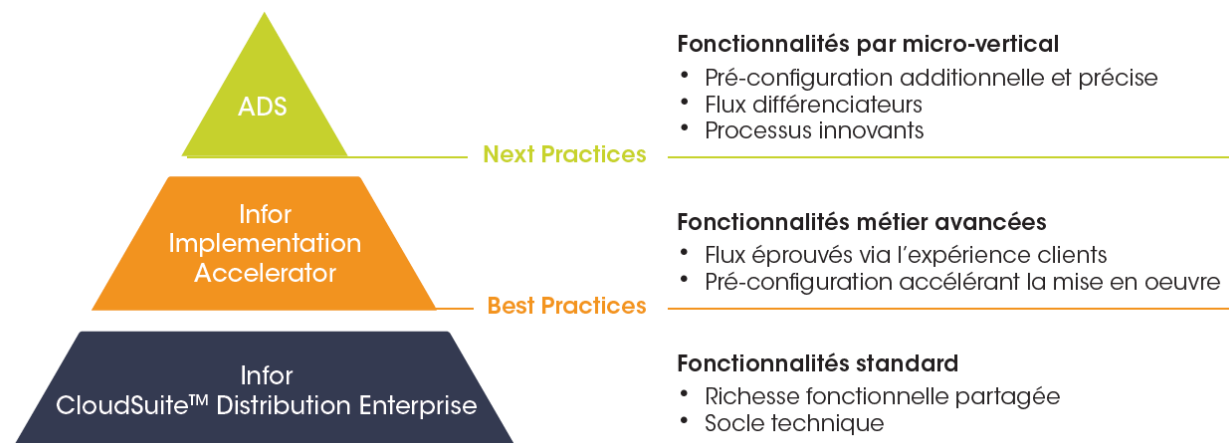 ADS
Fonctionnalités par micro-vertical
• Pré-configuration additionnelle et précise
• Flux différenciateurs
• Processus innovants
Next Practices
Infor
Implementation
Accelerator
Fonctionnalités métier avancées
• Flux éprouvés via l'expérience clients
• Pré-configuration accélérant la mise en oeuvre
Best Practices
Infor
CloudSuite™ Distribution Enterprise
Fonctionnalités standard
• Richesse fonctionnelle partagée
• Socle technique